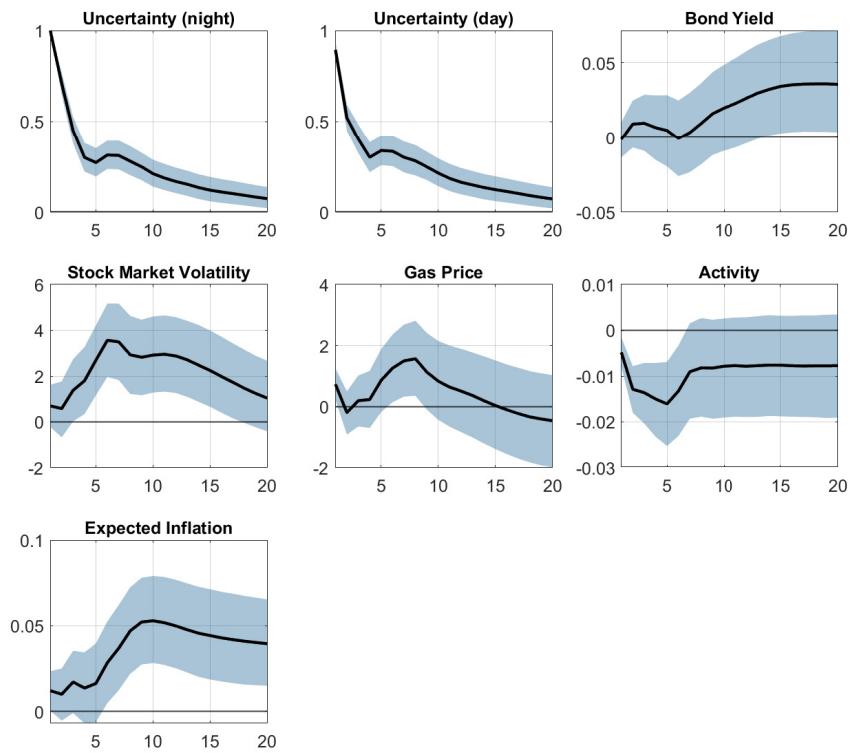 Uncertainty (night)
1
0.5
0
5 10 15 20
Uncertainty (day)
1
0.5
0
5 10 15 20
Bond Yield
0.05
0
-0.05
5 10 15 20
Stock Market Volatility
6
4
2
0
-2
5 10 15 20
Gas Price
4
2
0
-2
5 10 15 20
Activity
0.01
0
-0.01
-0.02
-0.03
5 10 15 20
Expected Inflation
0.1
0.05
0
5 10 15 20